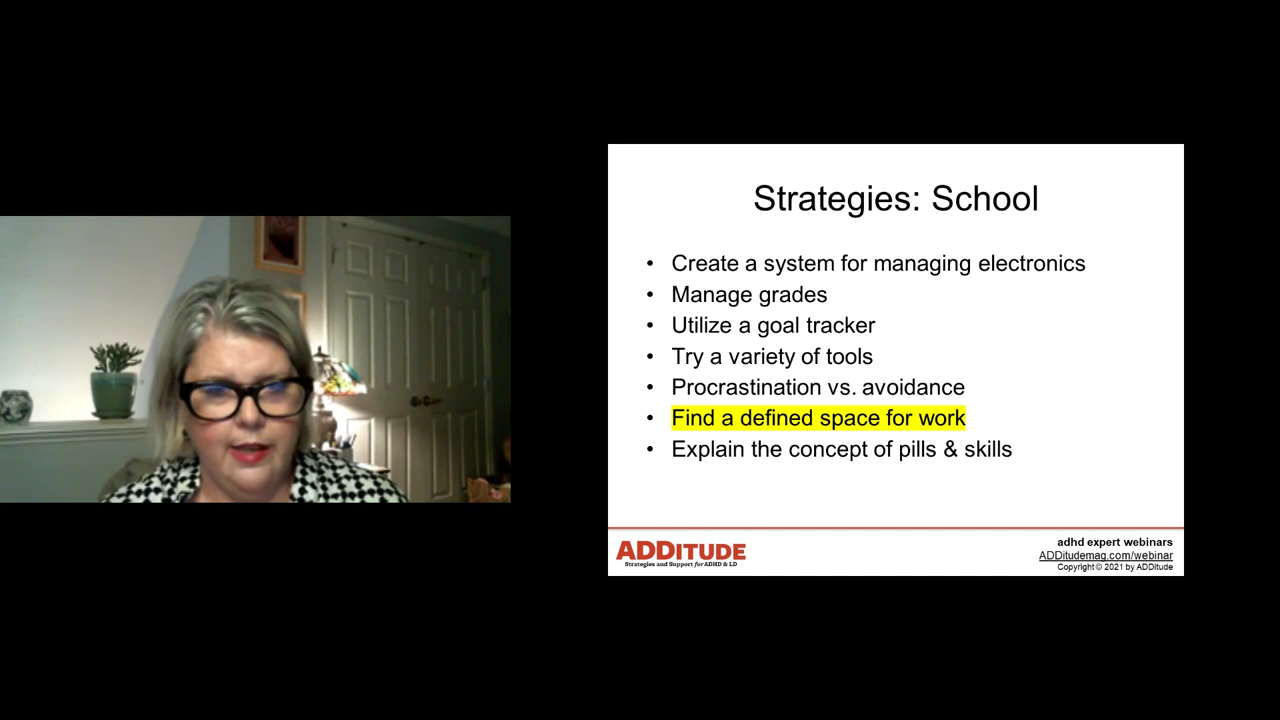 Strategies: School
• Create a system for managing electronics
• Manage grades
• Utilize a goal tracker
• Try a variety of tools
• Procrastination vs. avoidance
• Find a defined space for work
• Explain the concept of pills & skills
ADDITUDE
Strategies and Support for ADHD & LD
adhd expert webinars
ADDitudemag.com/webinar
Copyright © 2021 by ADDitude